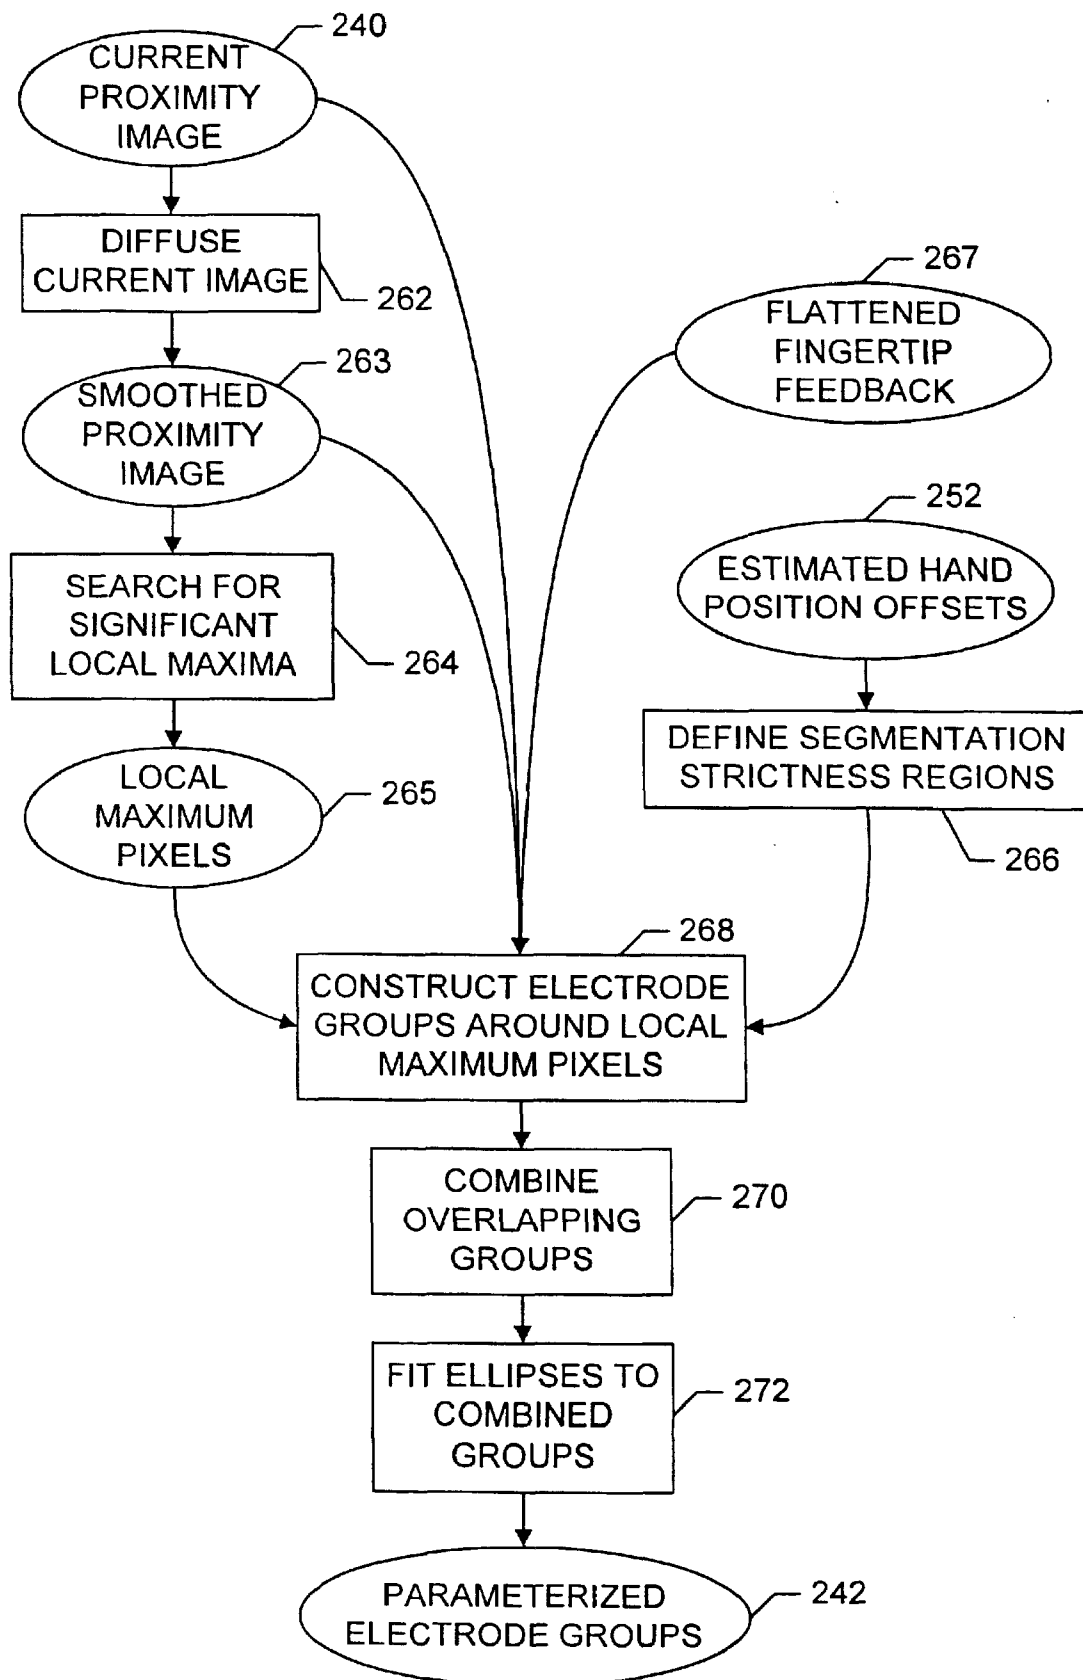 240
CURRENT
PROXIMITY
IMAGE
DIFFUSE
CURRENT IMAGE
262
263
SMOOTHED
PROXIMITY
IMAGE
SEARCH FOR
SIGNIFICANT
LOCAL MAXIMA
264
LOCAL
MAXIMUM
PIXELS
265
267
FLATTENED
FINGERTIP
FEEDBACK
252
ESTIMATED HAND
POSITION OFFSETS
DEFINE SEGMENTATION
STRICTNESS REGIONS
266
268
CONSTRUCT ELECTRODE
GROUPS AROUND LOCAL
MAXIMUM PIXELS
COMBINE
OVERLAPPING
GROUPS
270
FIT ELLIPSES TO
COMBINED
GROUPS
272
PARAMETERIZED
ELECTRODE GROUPS
242